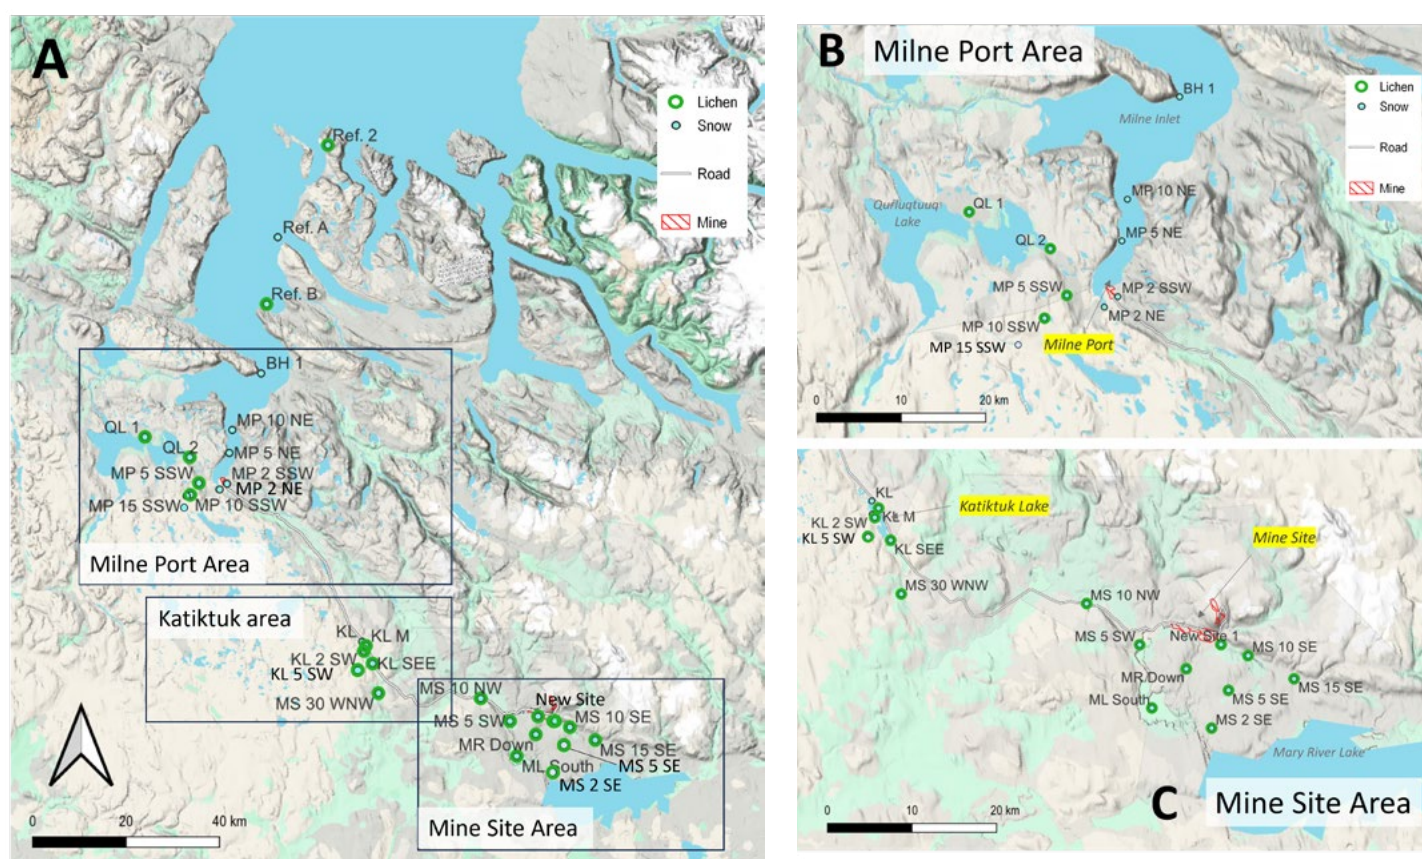 A
Lichen
Snow
Road
Mine
Ref. 2
Ref. A
Ref. B
BH 1
MP 10 NE
QL 1
QL 2
MP 5 NE
MP 5 SSW
MP 2 SSW
MP 2 NE
MP 15 SSW
MP 10 SSW
Milne Port Area
Katiktuk area
KL
KL M
KL 2 SW
KL SEE
KL 5 SW
MS 30 WNW
MS 10 NW
New Site
MS 5 SW
MS 10 SE
MR Down
MS 15 SE
ML South
MS 5 SE
MS 2 SE
Mine Site Area
0 20 40 km
B
Milne Port Area
Lichen
Snow
Road
Mine
BH 1
Milne Inlet
MP 10 NE
QL 1
Qurluqtuuq
Lake
MP 5 NE
QL 2
MP 5 SSW
MP 2 SSW
MP 2 NE
MP 10 SSW
MP 15 SSW
Milne Port
0 10 20 km
KL
Katiktuk Lake
KL M
KL 2 SW
KL 5 SW
KL SEE
Mine Site
MS 30 WNW
MS 10 NW
MS 5 SW
New Site 1
MS 10 SE
MR Down
MS 15 SE
MS 5 SE
ML South
MS 2 SE
Mary River Lake
0 10 20 km
C
Mine Site Area